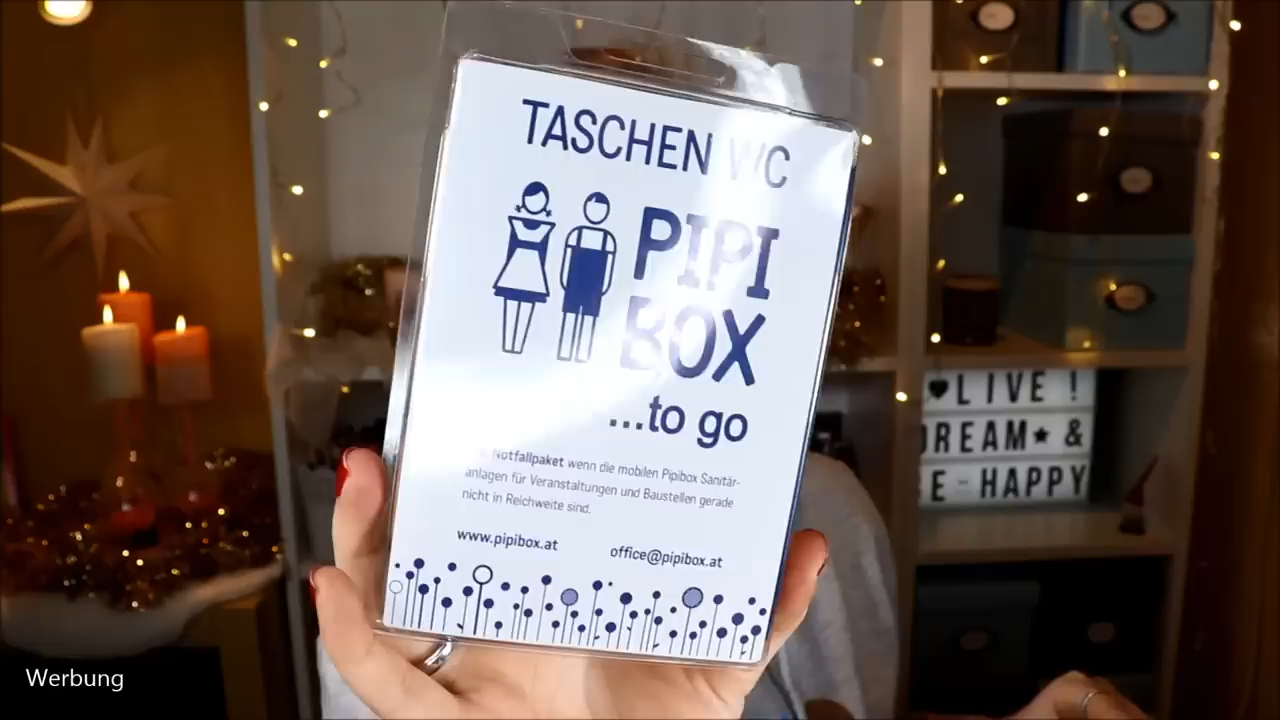 TASCHEN WC
PIPI
BOX
...to go
Notfallpaket wenn die mobilen Pipibox Sanitär-
anlagen für Veranstaltungen und Baustellen gerade
nicht in Reichweite sind.
www.pipibox.at
office@pipibox.at
LIVE !
DREAM ★ &
E - HAPPY
Werbung